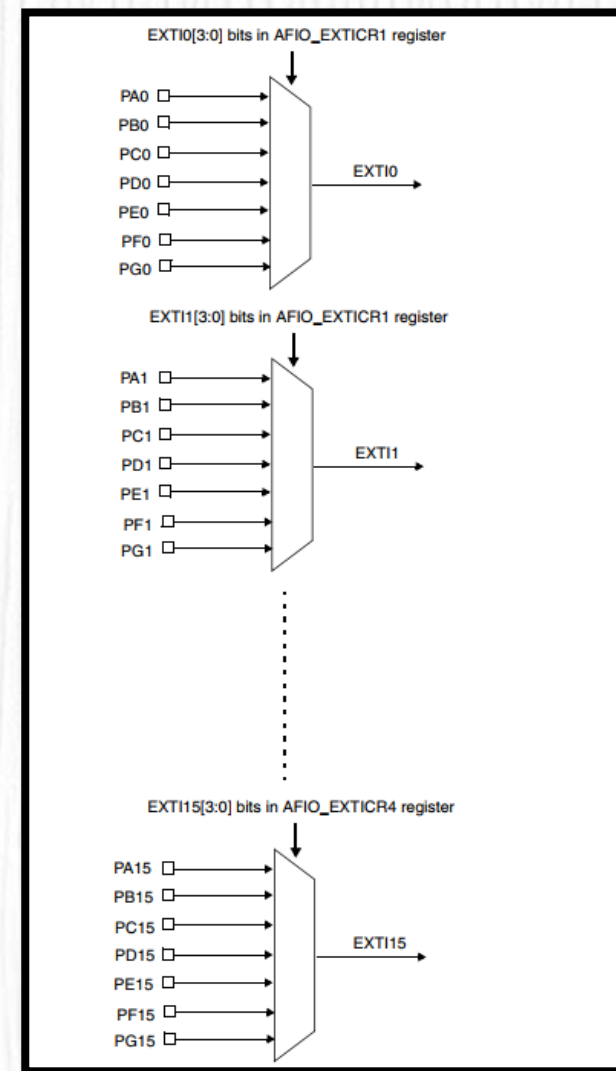 EXTI0[3:0] bits in AFIO_EXTICR1 register
PA0
PB0
PC0
PD0
PE0
PF0
PG0
EXTI0
EXTI1[3:0] bits in AFIO_EXTICR1 register
PA1
PB1
PC1
PD1
PE1
PF1
PG1
EXTI1
EXTI15[3:0] bits in AFIO_EXTICR4 register
PA15
PB15
PC15
PD15
PE15
PF15
PG15
EXTI15